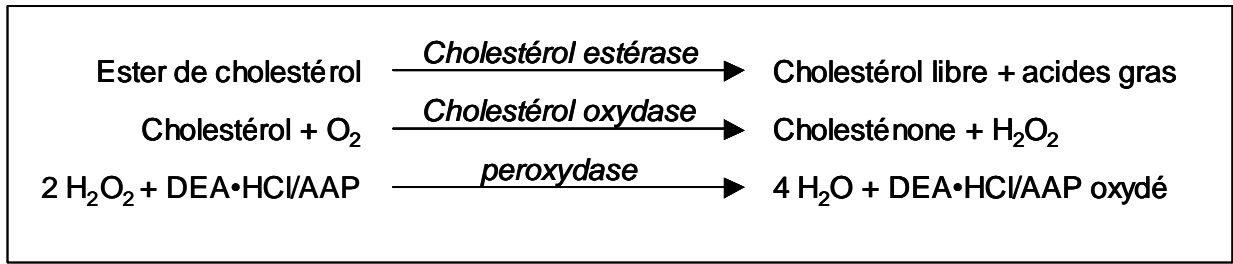 Cholestérol estérase
Ester de cholestérol → Cholestérol libre + acides gras
Cholestérol oxydase
Cholestérol + O₂ → Cholesténone + H₂O₂
peroxydase
2 H₂O₂ + DEA•HCl/AAP → 4 H₂O + DEA•HCl/AAP oxydé